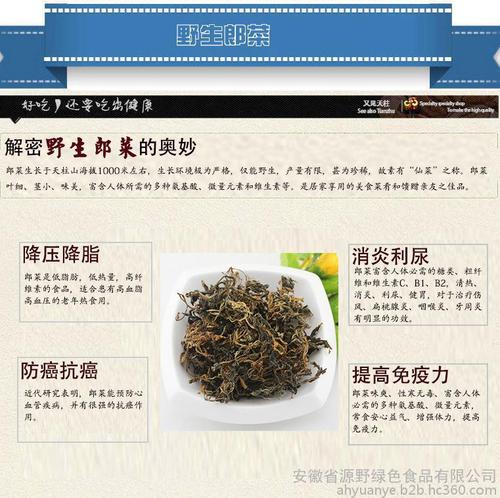 野生郎菜
好吃，还要吃出健康
又见天柱
See also Tianzhu
Specialty specialty shop
To make the high quality
解密野生郎菜的奥妙
郎菜生长于天柱山海拔1000米左右，生长环境极为严格，仅能野生，产量有限，甚为珍稀，故素有“仙菜”之称，郎菜
叶细、茎小、味美，富含人体所需的多种氨基酸、微量元素和维生素等，是居家享用的美食菜肴和馈赠亲友之佳品。
降压降脂
郎菜是低脂肪，低热量，高纤
维素的食品，适合患有高血脂
高血压的老年热食用。
消炎利尿
郎菜富含人体必需的糖类、粗纤
维和维生素C、B1、B2，清热、
消炎、利尿、健胃，对于治疗伤
风、扁桃腺炎、咽喉炎、牙周炎
有明显的功效。
防癌抗癌
近代研究表明，郎菜能预防心
血管疾病，并有很强的抗癌作
用。
提高免疫力
郎菜味爽、性寒无毒、富含人体
必需的多种氨基酸、微量元素，
常食安心益气、增强体力、提高
免疫力。
安徽省源野绿色食品有限公司
ahyuanye.b2b.hc360.com